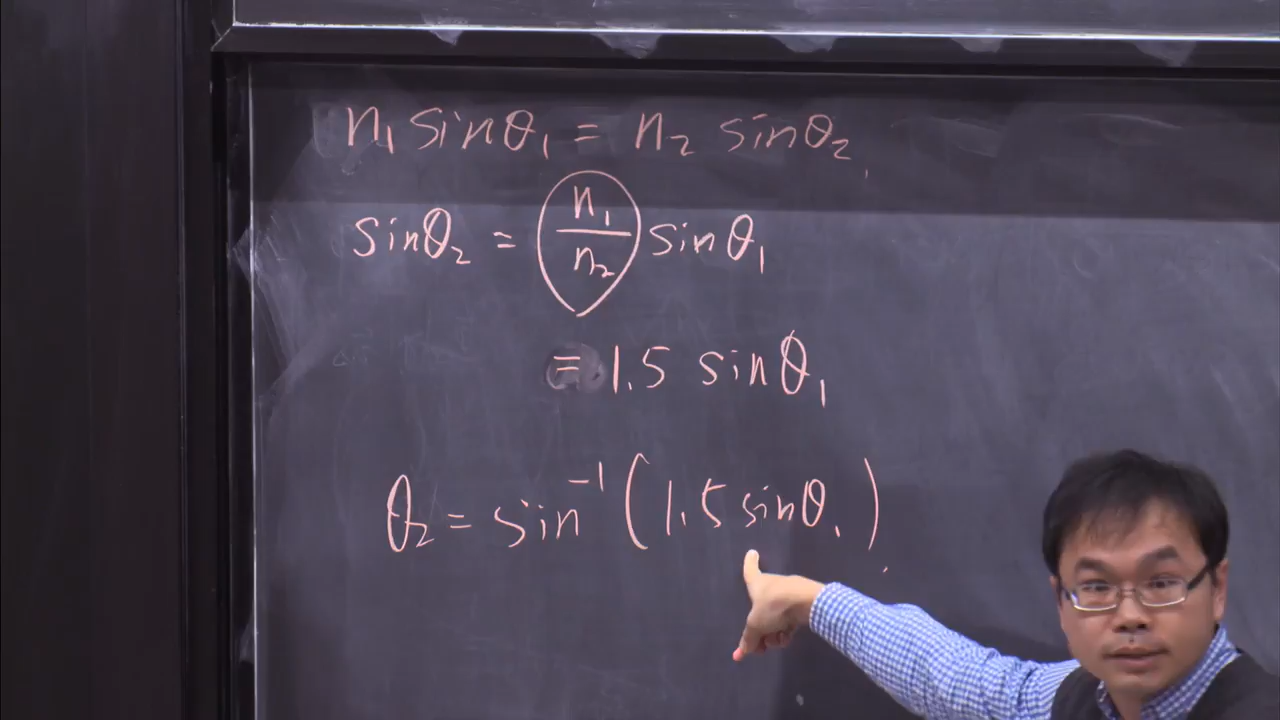 n₁ sinθ₁ = n₂ sinθ₂
sinθ₂ = (n₁/n₂) sinθ₁
= 1.5 sinθ₁
θ₂ = sin⁻¹ (1.5 sinθ₁)